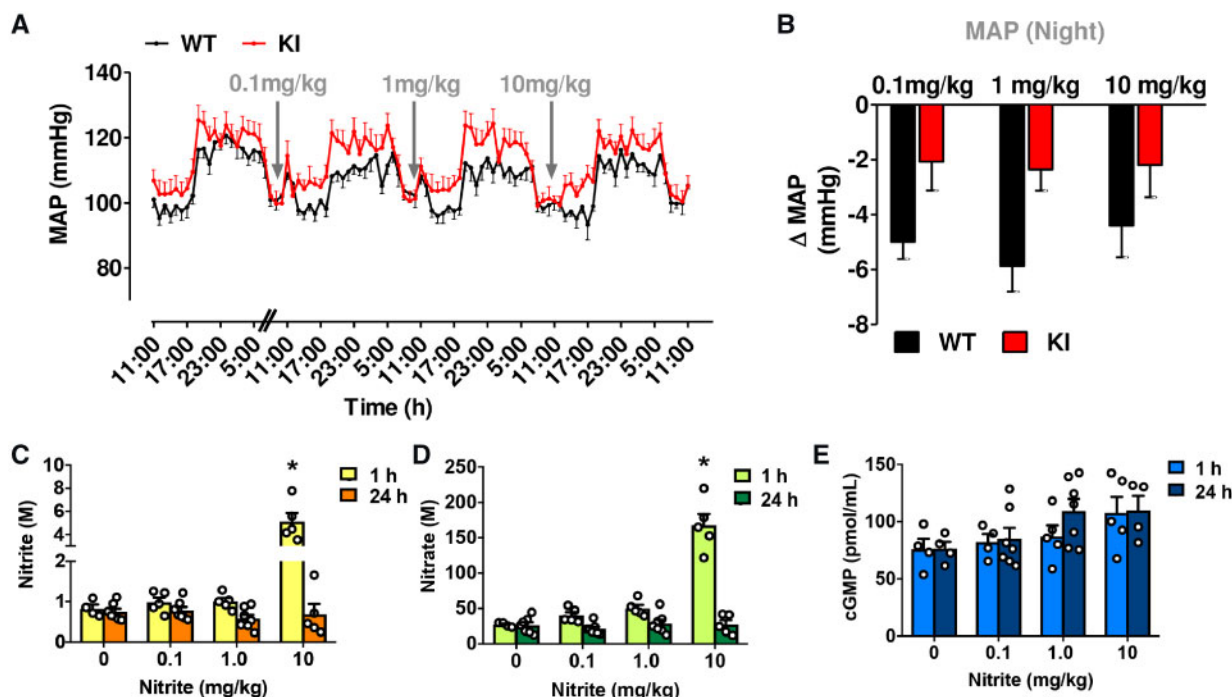 A
WT KI
0.1mg/kg 1mg/kg 10mg/kg
140
120
100
80
MAP (mmHg)
11:00 17:00 23:00 5:00 11:00 17:00 23:00 5:00 11:00 17:00 23:00 5:00 11:00 17:00 23:00 5:00 11:00
Time (h)
B
MAP (Night)
0.1mg/kg 1 mg/kg 10 mg/kg
0
-2
-4
-6
-8
Δ MAP
(mmHg)
WT KI
C
10
8
6
4
2
1
0
Nitrite (M)
*
1 h
24 h
0 0.1 1.0 10
Nitrite (mg/kg)
D
250
200
150
100
50
0
Nitrate (M)
*
1 h
24 h
0 0.1 1.0 10
Nitrite (mg/kg)
E
150
100
50
0
cGMP (pmol/mL)
1 h
24 h
0 0.1 1.0 10
Nitrite (mg/kg)